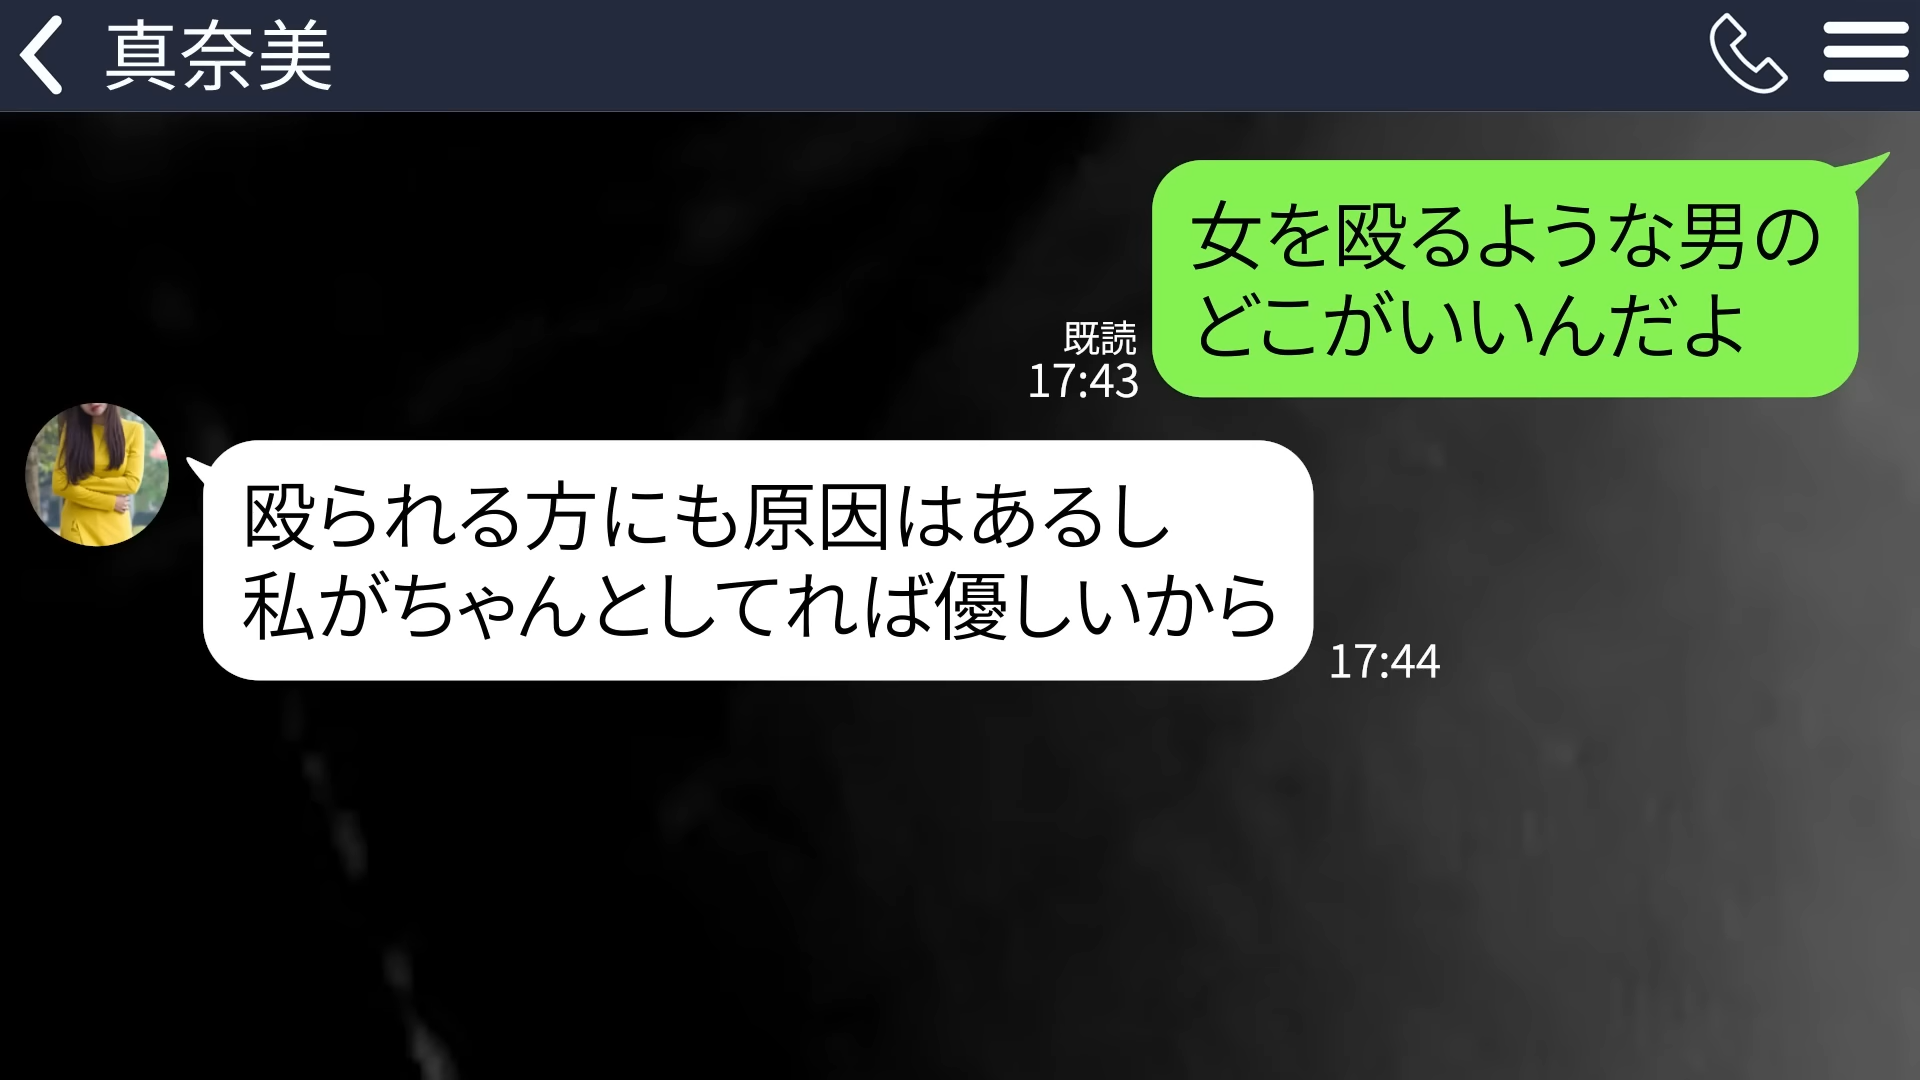 真奈美
女を殴るような男の
どこがいいんだよ
既読
17:43
殴られる方にも原因はあるし
私がちゃんとしてれば優しいから
17:44